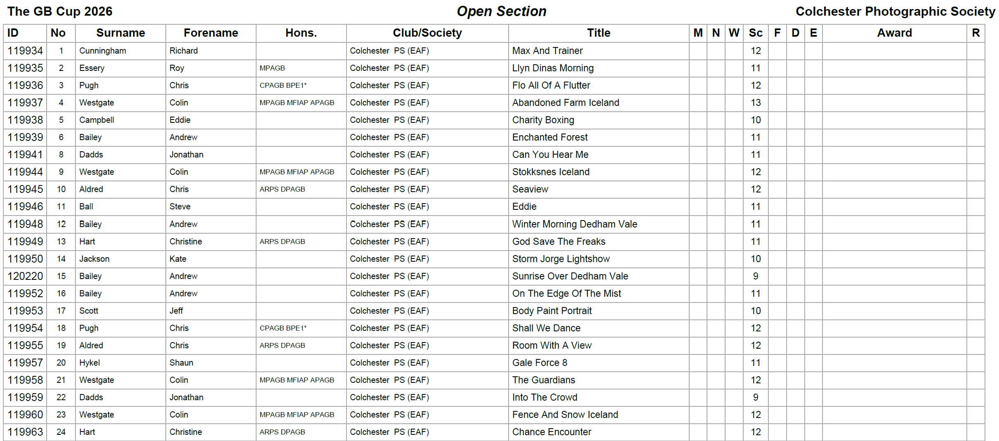 The GB Cup 2026 Open Section Colchester Photographic Society
ID No Surname Forename Hons. Club/Society Title M N W Sc F D E Award R
119934 1 Cunningham Richard Colchester PS (EAF) Max And Trainer 12
119935 2 Essery Roy MPAGB Colchester PS (EAF) Llyn Dinas Morning 11
119936 3 Pugh Chris CPAGB BPE1* Colchester PS (EAF) Flo All Of A Flutter 12
119937 4 Westgate Colin MPAGB MFIAP APAGB Colchester PS (EAF) Abandoned Farm Iceland 13
119938 5 Campbell Eddie Colchester PS (EAF) Charity Boxing 10
119939 6 Bailey Andrew Colchester PS (EAF) Enchanted Forest 11
119941 8 Dadds Jonathan Colchester PS (EAF) Can You Hear Me 11
119944 9 Westgate Colin MPAGB MFIAP APAGB Colchester PS (EAF) Stokksnes Iceland 12
119945 10 Aldred Chris ARPS DPAGB Colchester PS (EAF) Seaview 12
119946 11 Ball Steve Colchester PS (EAF) Eddie 11
119948 12 Bailey Andrew Colchester PS (EAF) Winter Morning Dedham Vale 11
119949 13 Hart Christine ARPS DPAGB Colchester PS (EAF) God Save The Freaks 11
119950 14 Jackson Kate Colchester PS (EAF) Storm Jorge Lightshow 10
120220 15 Bailey Andrew Colchester PS (EAF) Sunrise Over Dedham Vale 9
119952 16 Bailey Andrew Colchester PS (EAF) On The Edge Of The Mist 11
119953 17 Scott Jeff Colchester PS (EAF) Body Paint Portrait 10
119954 18 Pugh Chris CPAGB BPE1* Colchester PS (EAF) Shall We Dance 12
119955 19 Aldred Chris ARPS DPAGB Colchester PS (EAF) Room With A View 12
119957 20 Hykel Shaun Colchester PS (EAF) Gale Force 8 11
119958 21 Westgate Colin MPAGB MFIAP APAGB Colchester PS (EAF) The Guardians 12
119959 22 Dadds Jonathan Colchester PS (EAF) Into The Crowd 9
119960 23 Westgate Colin MPAGB MFIAP APAGB Colchester PS (EAF) Fence And Snow Iceland 12
119963 24 Hart Christine ARPS DPAGB Colchester PS (EAF) Chance Encounter 12